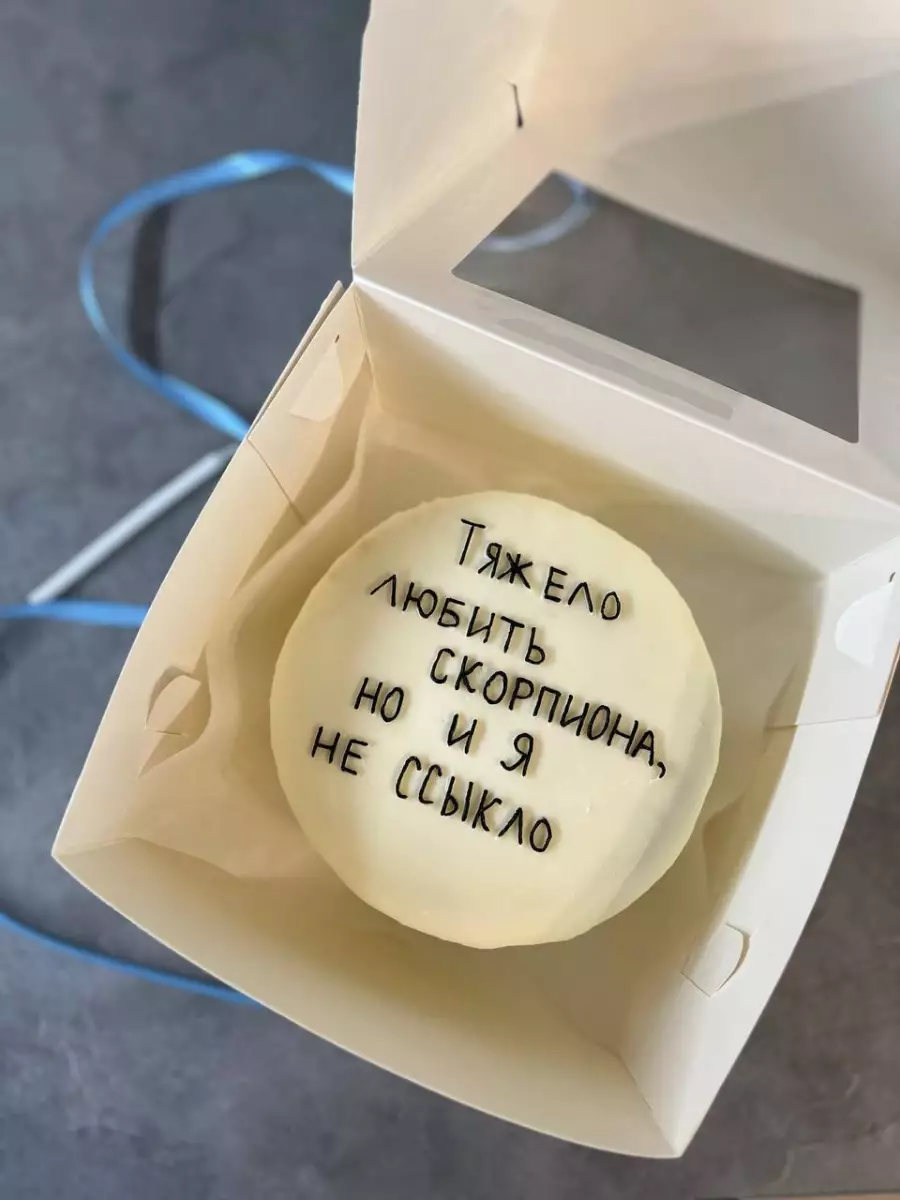 ТЯЖЕЛО
ЛЮБИТЬ
СКОРПИОНА,
НО И Я
НЕ ССЫКЛО